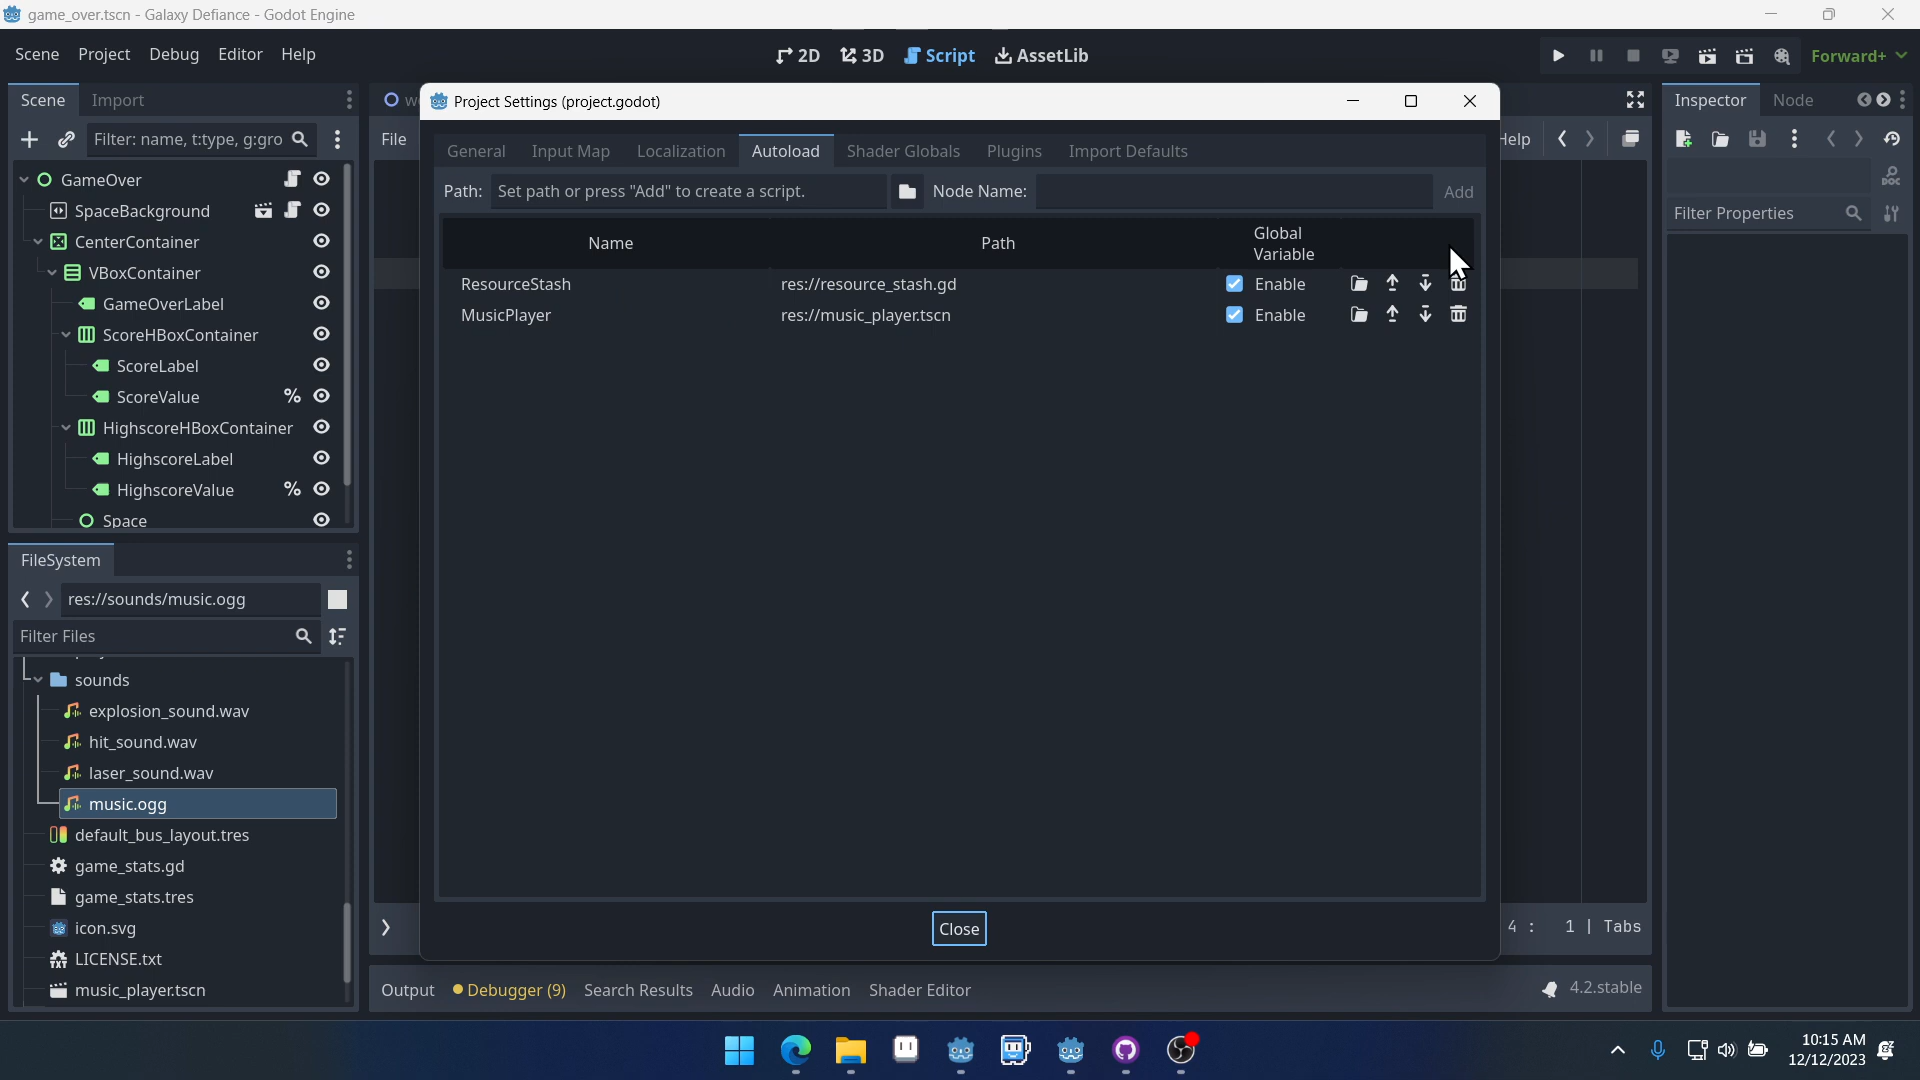 game_over.tscn - Galaxy Defiance - Godot Engine
Scene Project Debug Editor Help
2D 3D Script AssetLib
Forward+
Scene Import
Project Settings (project.godot)
Inspector Node
Filter: name, t:type, g:gro
File
Help
General Input Map Localization Autoload Shader Globals Plugins Import Defaults
Path: Set path or press "Add" to create a script. Node Name: Add
DOC
Filter Properties
Name Path Global Variable
ResourceStash res://resource_stash.gd Enable
MusicPlayer res://music_player.tscn Enable
GameOver
SpaceBackground
CenterContainer
VBoxContainer
GameOverLabel
ScoreHBoxContainer
ScoreLabel
ScoreValue %
HighscoreHBoxContainer
HighscoreLabel
HighscoreValue %
Space
FileSystem
res://sounds/music.ogg
Filter Files
sounds
explosion_sound.wav
hit_sound.wav
laser_sound.wav
music.ogg
default_bus_layout.tres
game_stats.gd
game_stats.tres
icon.svg
LICENSE.txt
music_player.tscn
Close
4 : 1 | Tabs
Output Debugger (9) Search Results Audio Animation Shader Editor
4.2.stable
10:15 AM
12/12/2023